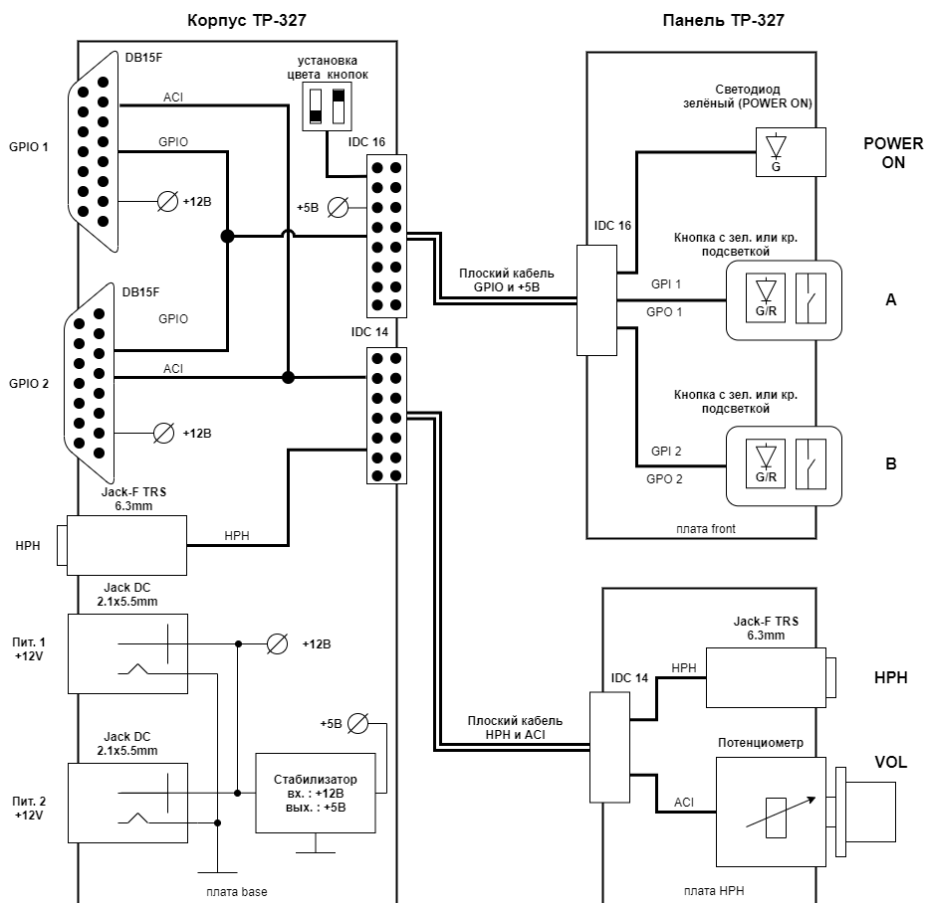 Корпус TP-327
Панель TP-327
DB15F
ACI
GPIO 1
GPIO
+12В
установка
цвета кнопок
IDC 16
+5В
DB15F
GPIO
ACI
GPIO 2
+12В
IDC 14
Jack-F TRS
6.3mm
HPH
HPH
Jack DC
2.1x5.5mm
Пит. 1
+12V
+12В
+5В
Jack DC
2.1x5.5mm
Пит. 2
+12V
Стабилизатор
вх. : +12В
вых. : +5В
плата base
Плоский кабель
GPIO и +5В
Плоский кабель
HPH и ACI
Светодиод
зелёный (POWER ON)
G
POWER
ON
IDC 16
Кнопка с зел. или кр.
подсветкой
GPI 1
GPO 1
G/R
A
Кнопка с зел. или кр.
подсветкой
GPI 2
GPO 2
G/R
B
плата front
Jack-F TRS
6.3mm
HPH
IDC 14
HPH
Потенциометр
VOL
ACI
плата HPH